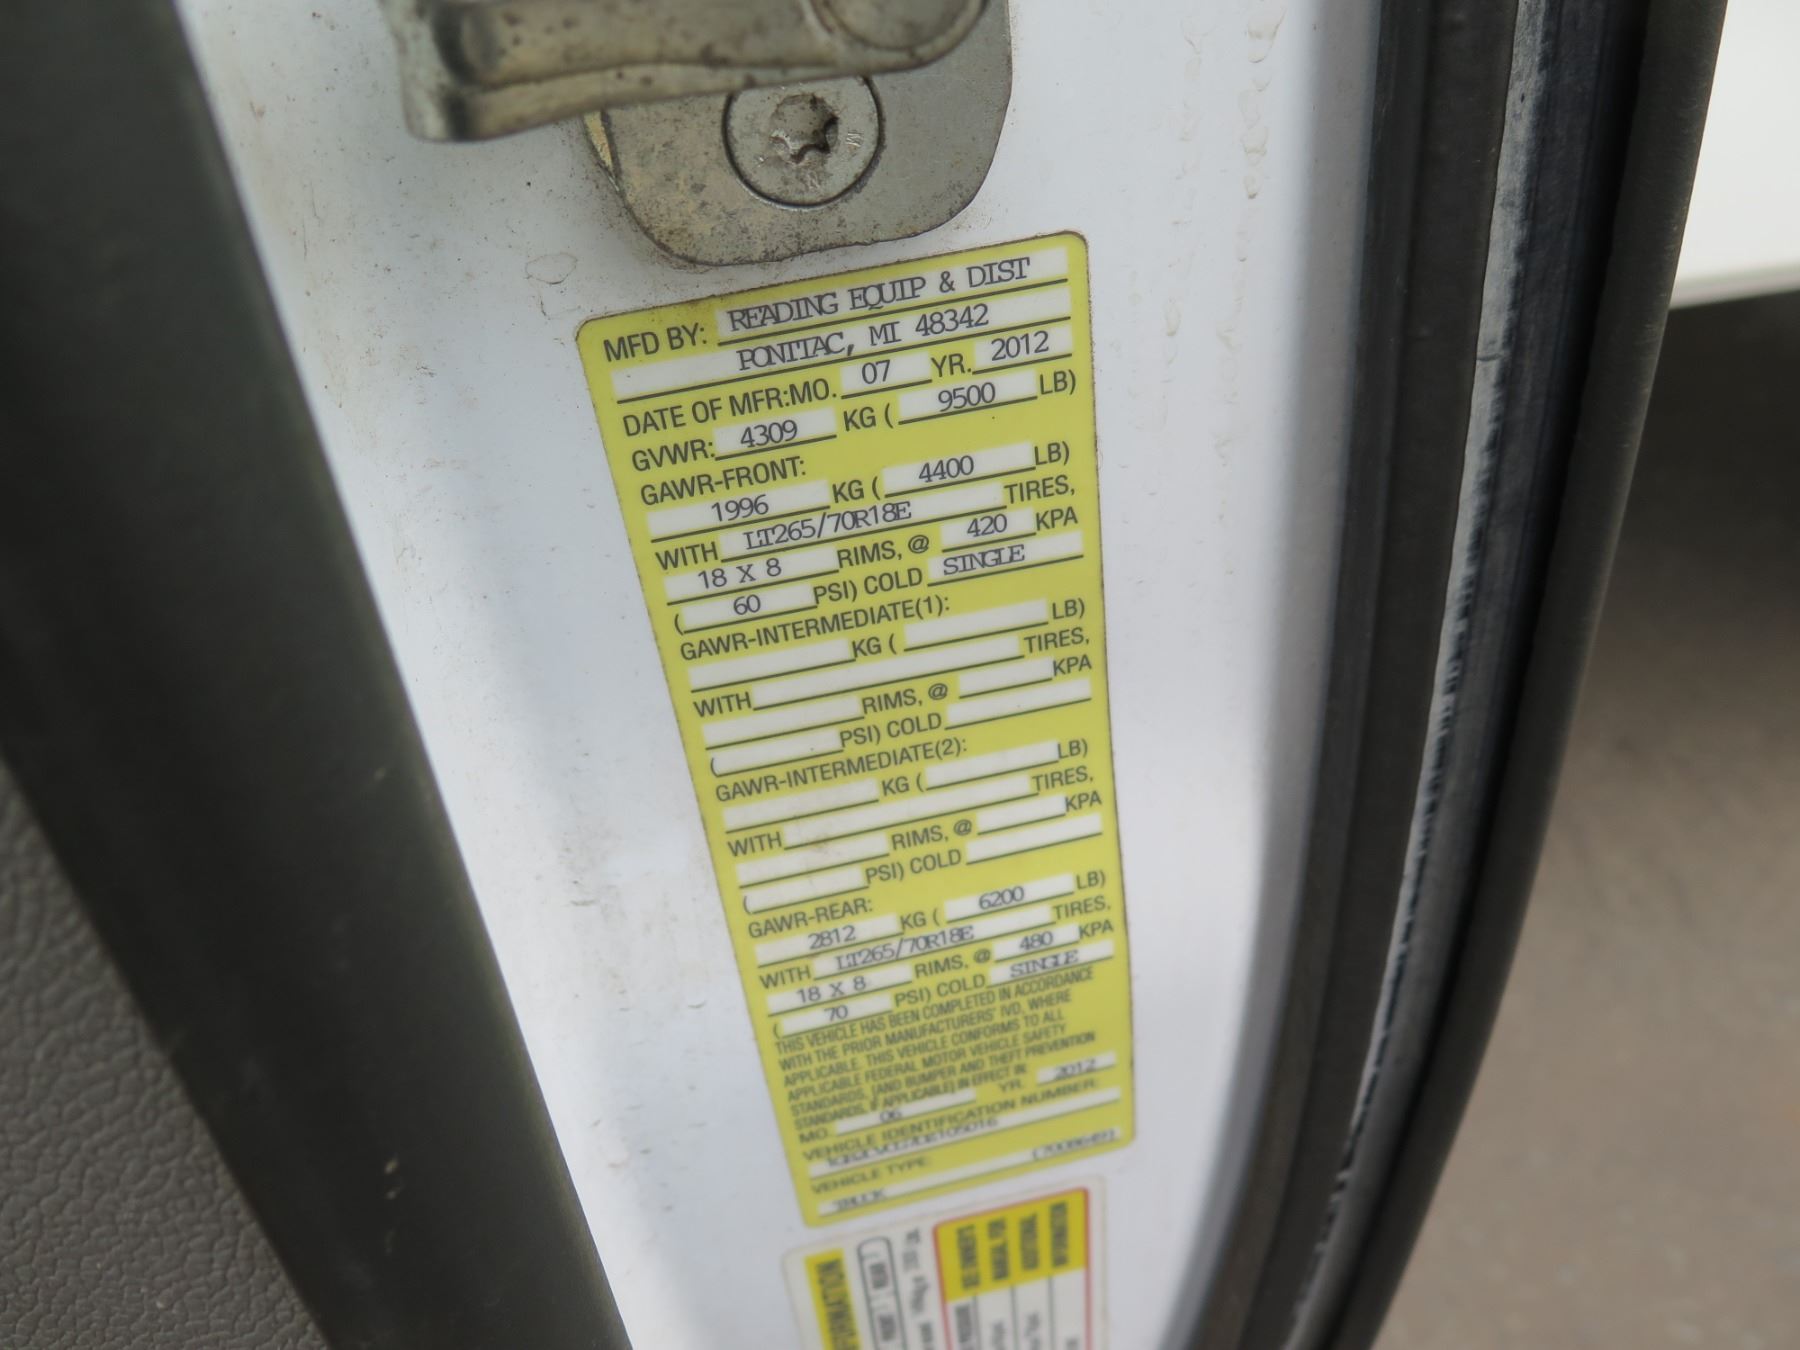 MFD BY: READING EQUIP & DIST
PONTIAC, MI 48342
DATE OF MFR:MO. 07 YR. 2012
GVWR: 4309 KG ( 9500 LB)
GAWR-FRONT:
1996 KG ( 4400 LB)
WITH LT265/70R18E TIRES,
18 X 8 RIMS, @ 420 KPA
( 60 PSI) COLD SINGLE
GAWR-INTERMEDIATE(1):
KG ( LB)
WITH TIRES,
RIMS, @ KPA
( PSI) COLD
GAWR-INTERMEDIATE(2):
KG ( LB)
WITH TIRES,
RIMS, @ KPA
( PSI) COLD
GAWR-REAR:
2812 KG ( 6200 LB)
WITH LT265/70R18E TIRES,
18 X 8 RIMS, @ 480 KPA
( 70 PSI) COLD SINGLE
THIS VEHICLE HAS BEEN COMPLETED IN ACCORDANCE
WITH THE PRIOR MANUFACTURERS' IVD, WHERE
APPLICABLE. THIS VEHICLE CONFORMS TO ALL
APPLICABLE FEDERAL MOTOR VEHICLE SAFETY
STANDARDS, (AND BUMPER AND THEFT PREVENTION
STANDARDS, IF APPLICABLE) IN EFFECT IN:
MO. 06 YR. 2012
VEHICLE IDENTIFICATION NUMBER:
VEHICLE TYPE:
TRUCK